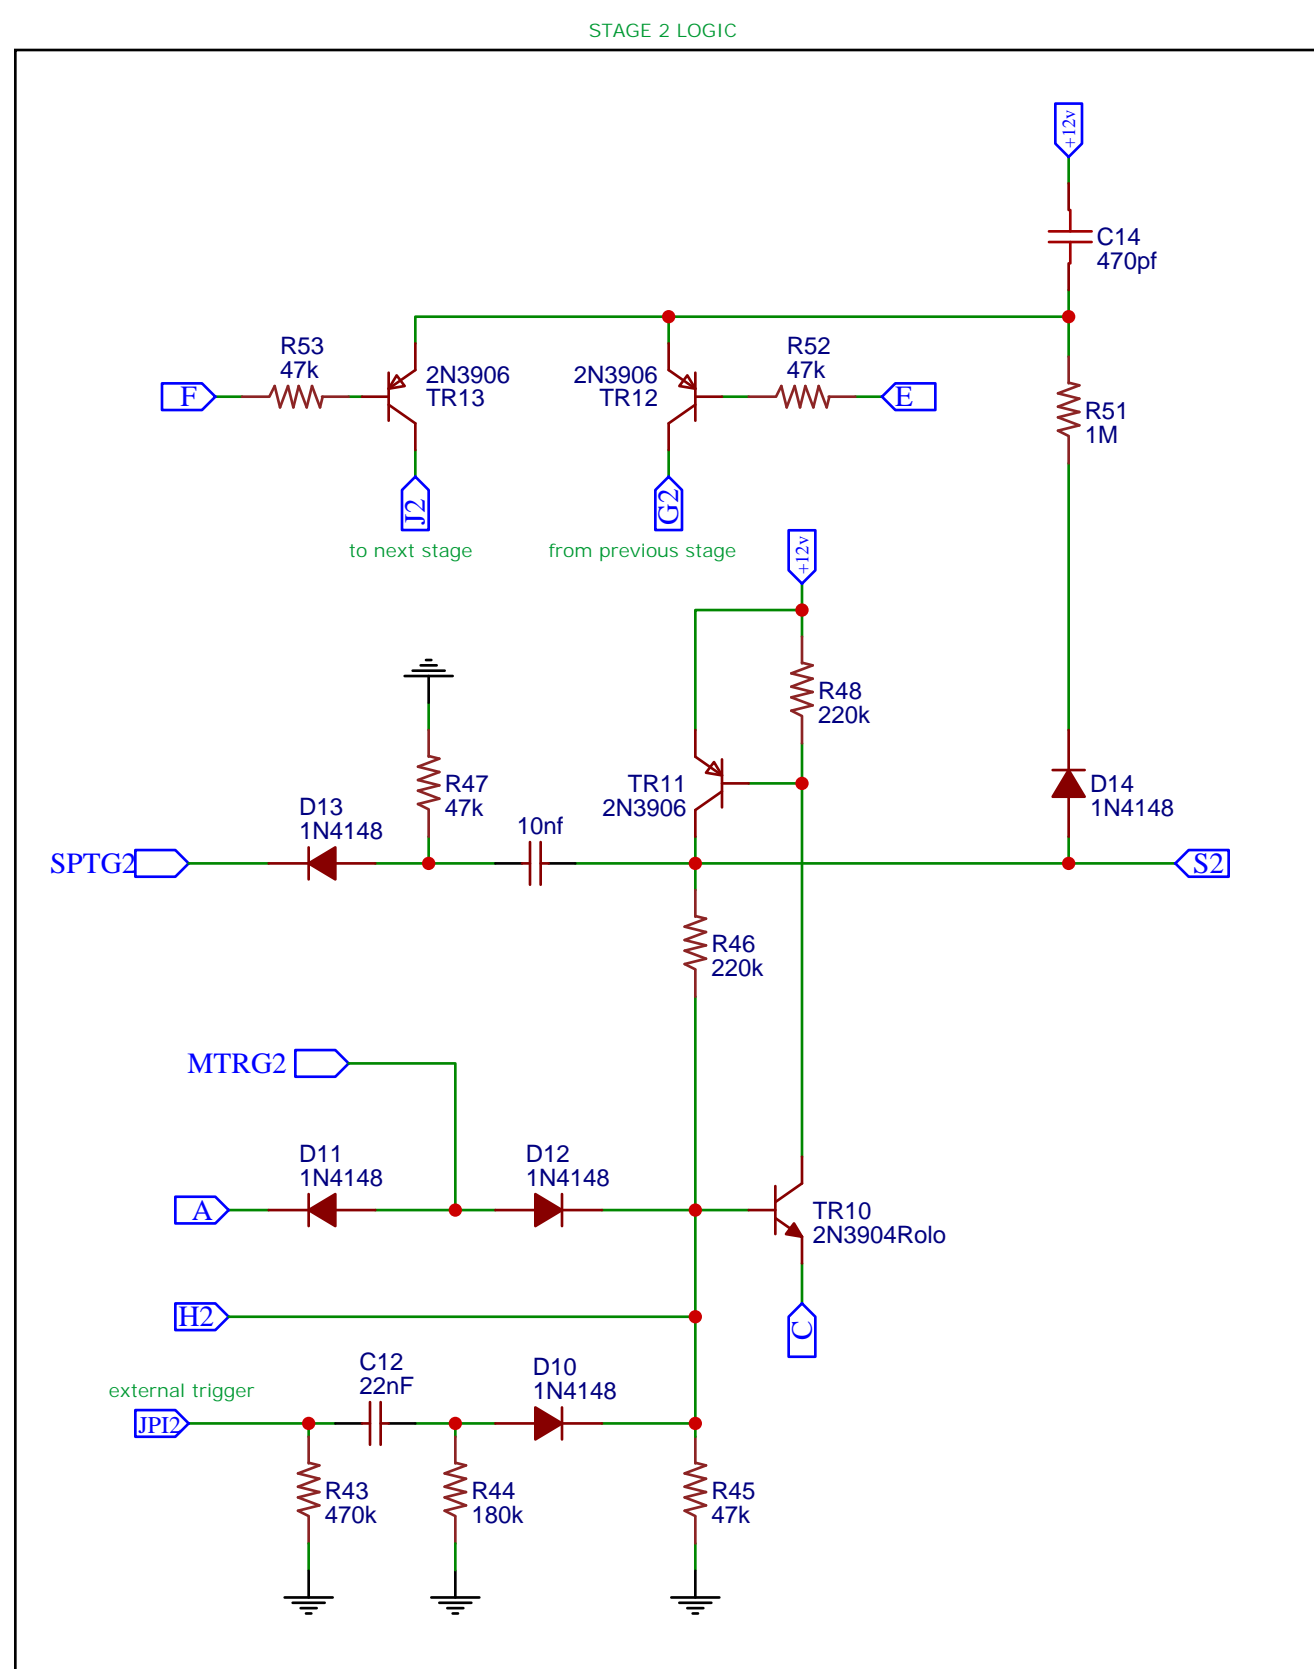 STAGE 2 LOGIC
+12v
C14
470pf
R53
47k
2N3906
TR13
2N3906
TR12
R52
47k
F
E
R51
1M
J2
G2
to next stage
from previous stage
+12v
R48
220k
R47
47k
TR11
2N3906
D14
1N4148
D13
1N4148
10nf
SPTG2
S2
R46
220k
MTRG2
D11
1N4148
D12
1N4148
A
TR10
2N3904Rolo
H2
C
C12
22nF
D10
1N4148
external trigger
JPI2
R43
470k
R44
180k
R45
47k